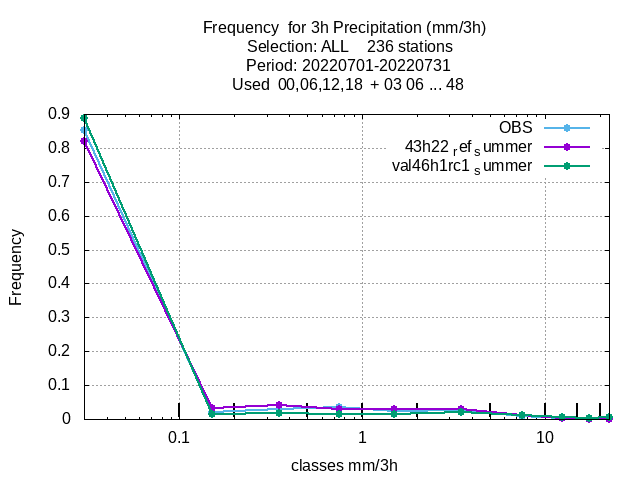 Frequency for 3h Precipitation (mm/3h)
Selection: ALL 236 stations
Period: 20220701-20220731
Used 00,06,12,18 + 03 06 ... 48
OBS
43h22 refsummer
val46h1rc1 summer
Frequency
0.9
0.8
0.7
0.6
0.5
0.4
0.3
0.2
0.1
0
0.1 1 10
classes mm/3h